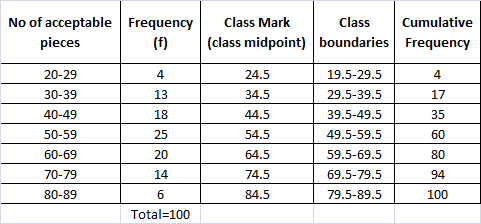 No of acceptable pieces Frequency (f) Class Mark (class midpoint) Class boundaries Cumulative Frequency
20-29 4 24.5 19.5-29.5 4
30-39 13 34.5 29.5-39.5 17
40-49 18 44.5 39.5-49.5 35
50-59 25 54.5 49.5-59.5 60
60-69 20 64.5 59.5-69.5 80
70-79 14 74.5 69.5-79.5 94
80-89 6 84.5 79.5-89.5 100
Total=100